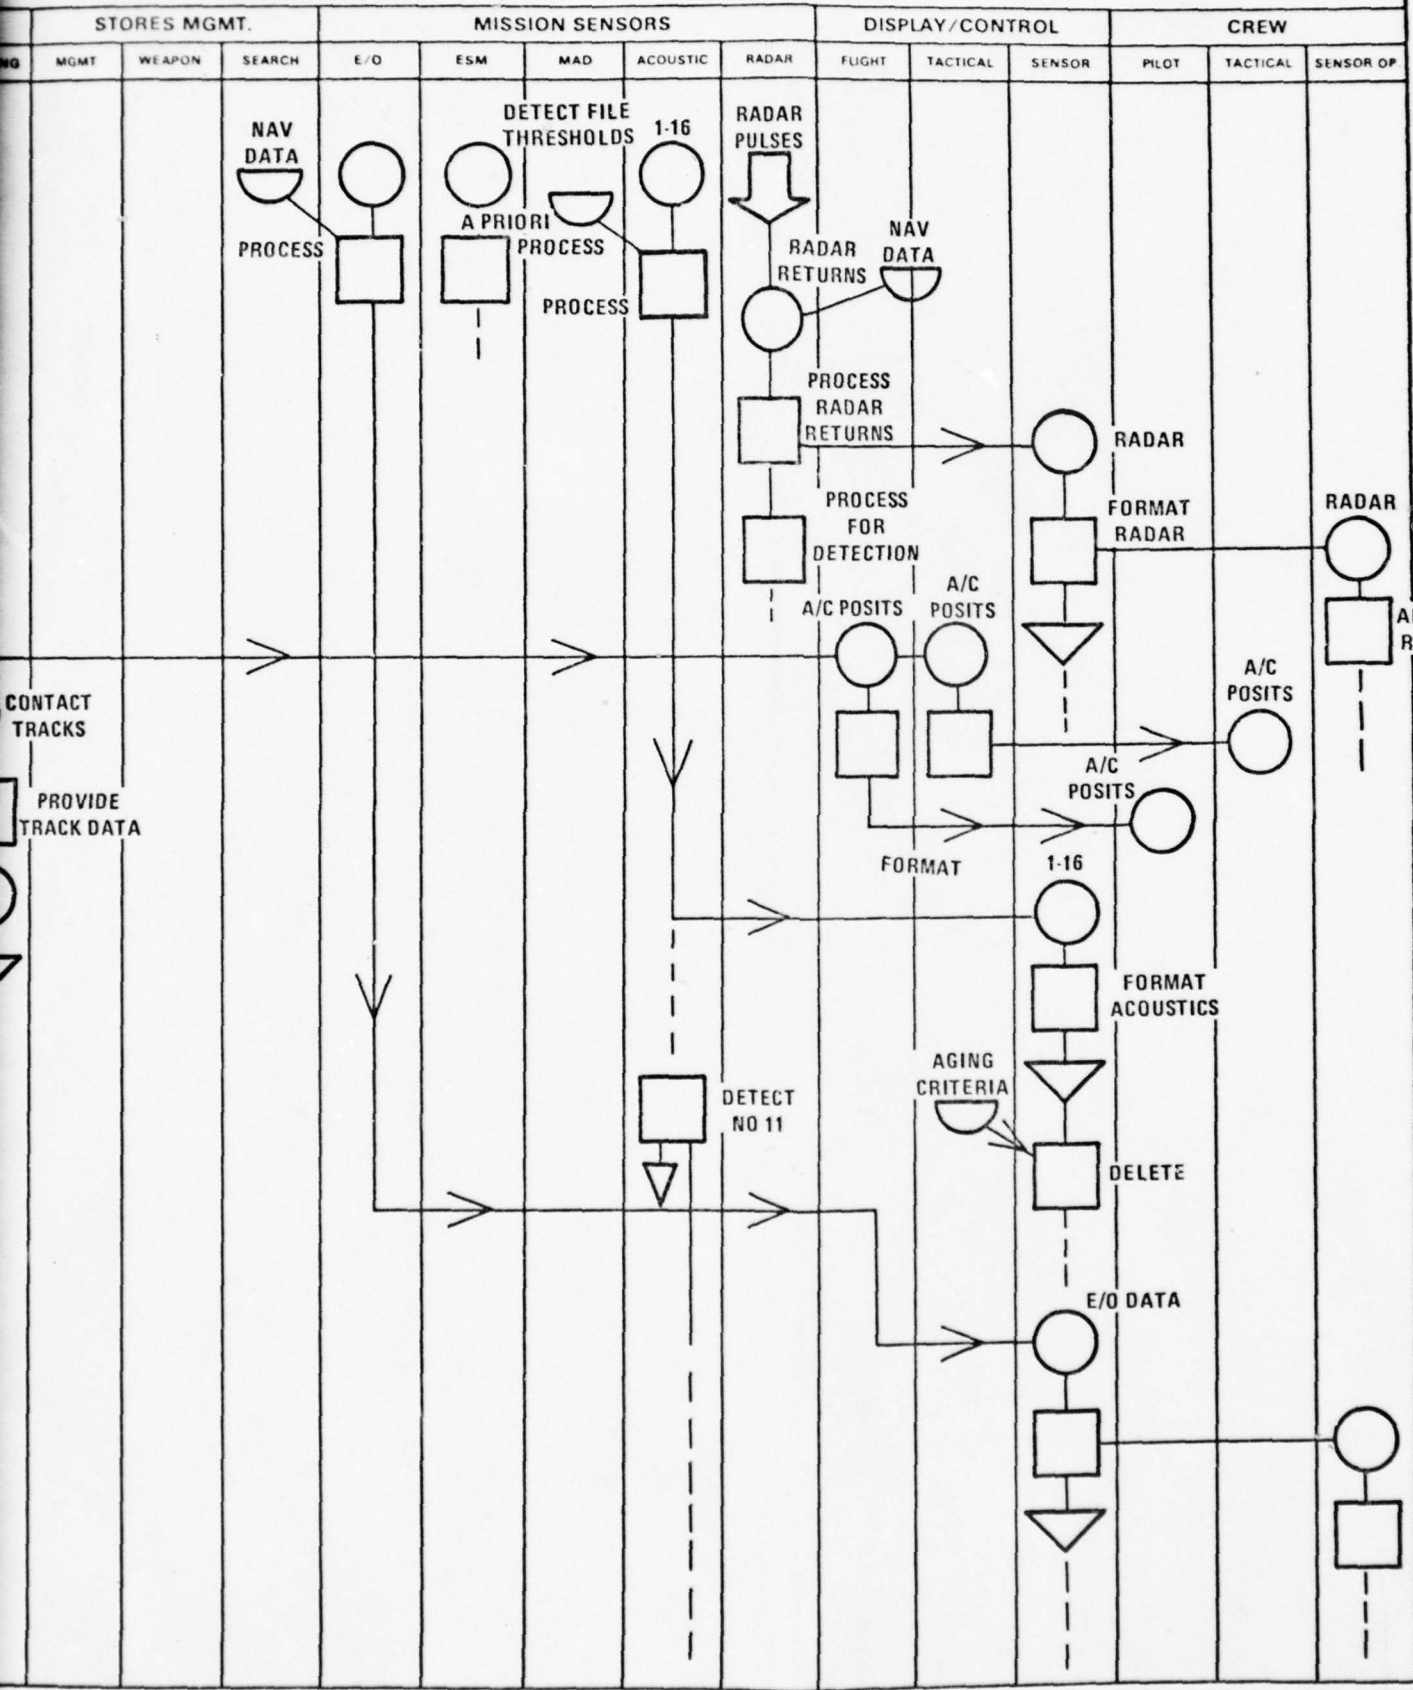 STORES MGMT.
MISSION SENSORS
DISPLAY/CONTROL
CREW
NG
MGMT
WEAPON
SEARCH
E/O
ESM
MAD
ACOUSTIC
RADAR
FLIGHT
TACTICAL
SENSOR
PILOT
TACTICAL
SENSOR OP
NAV
DATA
DETECT FILE
THRESHOLDS
1-16
RADAR
PULSES
PROCESS
A PRIORI
PROCESS
PROCESS
RADAR
RETURNS
NAV
DATA
PROCESS
RADAR
RETURNS
RADAR
PROCESS
FOR
DETECTION
FORMAT
RADAR
RADAR
A/C POSITS
A/C
POSITS
A/C
POSITS
CONTACT
TRACKS
A/C
POSITS
PROVIDE
TRACK DATA
FORMAT
1-16
FORMAT
ACOUSTICS
AGING
CRITERIA
DETECT
NO 11
DELETE
E/O DATA